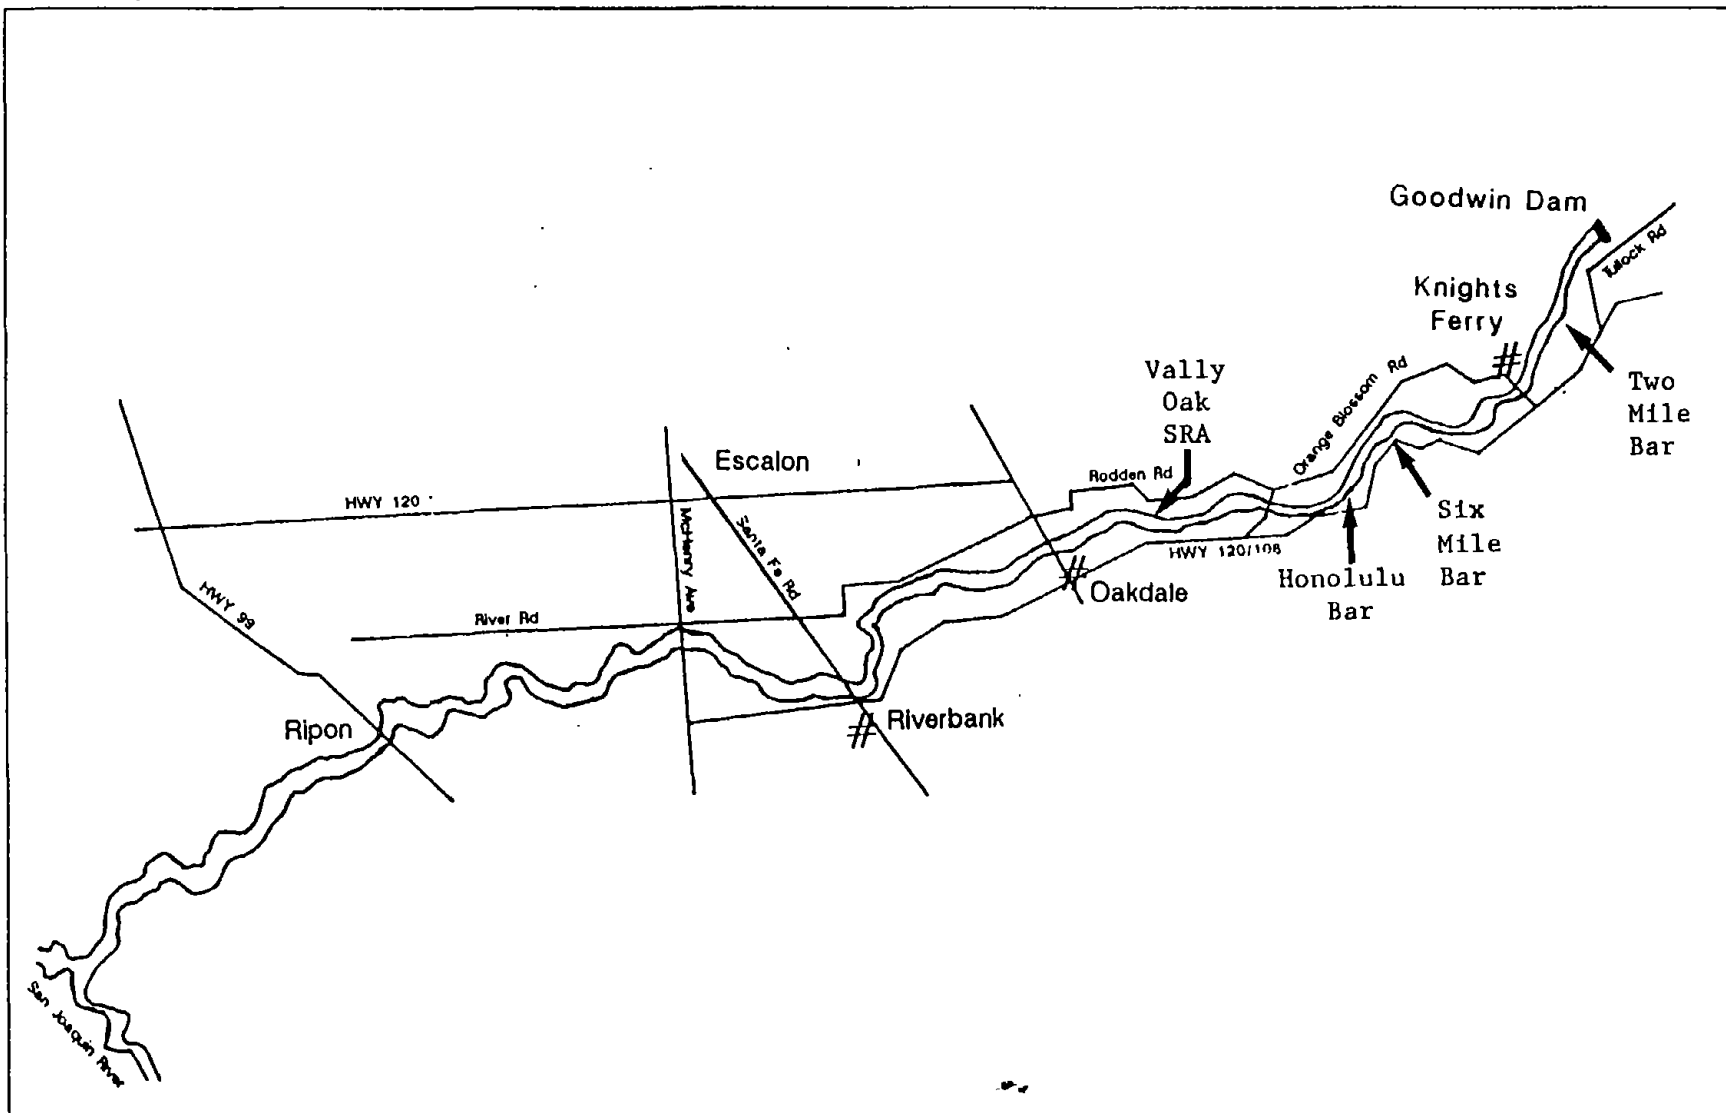 Goodwin Dam
Tullock Rd
Knights
Ferry
Two
Mile
Bar
Vally
Oak
SRA
Orange Blossom Rd
Rodden Rd
Six
Mile
Bar
Honolulu
Bar
HWY 120/108
Escalon
HWY 120
McHenry Ave
Santa Fe Rd
Oakdale
HWY 99
River Rd
Ripon
Riverbank
San Joaquin River